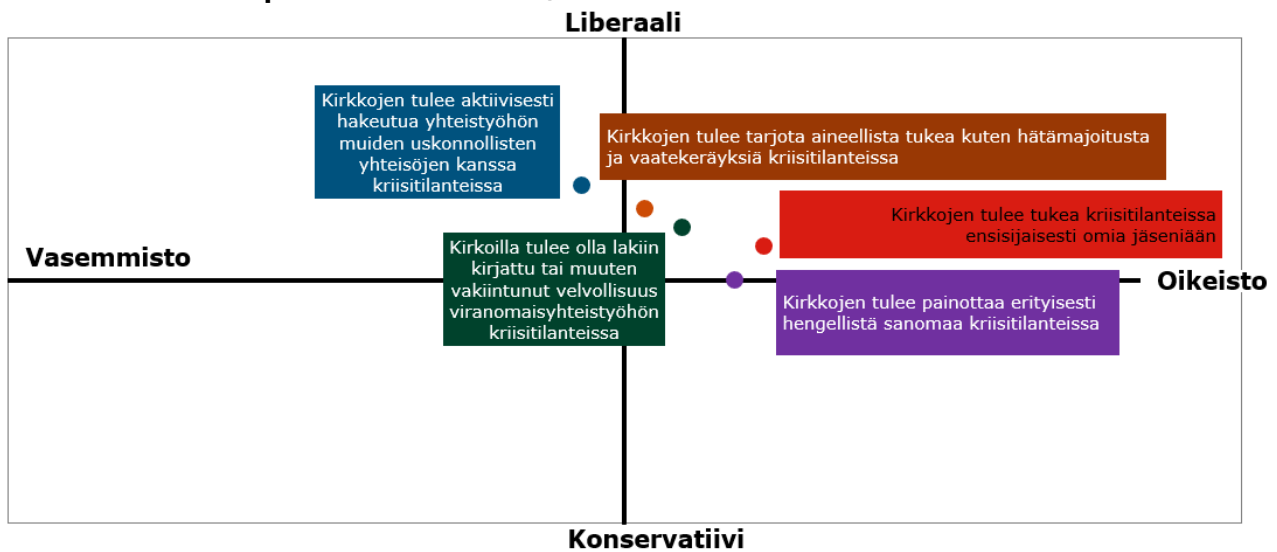 Liberaali
Kirkkojen tulee aktiivisesti
hakeutua yhteistyöhön
muiden uskonnollisten
yhteisöjen kanssa
kriisitilanteissa
Kirkkojen tulee tarjota aineellista tukea kuten hätämajoitusta
ja vaatekeräyksiä kriisitilanteissa
Kirkkojen tulee tukea kriisitilanteissa
ensisijaisesti omia jäseniään
Vasemmisto
Kirkoilla tulee olla lakiin
kirjattu tai muuten
vakiintunut velvollisuus
viranomaisyhteistyöhön
kriisitilanteissa
Oikeisto
Kirkkojen tulee painottaa erityisesti
hengellistä sanomaa kriisitilanteissa
Konservatiivi